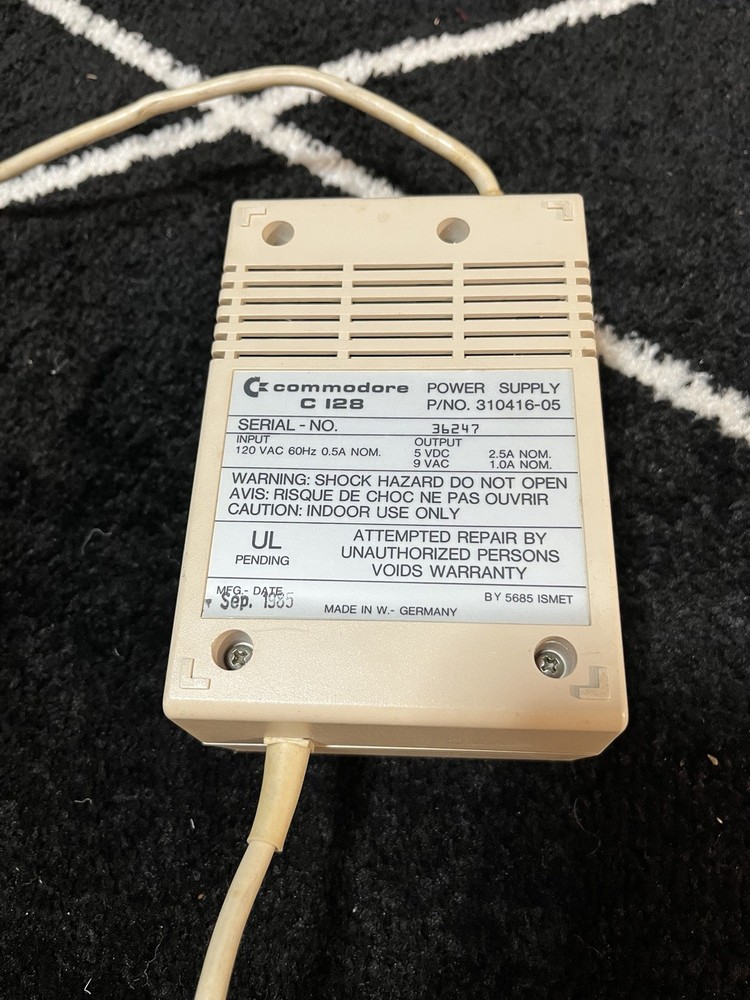 commodore POWER SUPPLY
C 128 P/NO. 310416-05
SERIAL - NO. 36247
INPUT OUTPUT
120 VAC 60Hz 0.5A NOM. 5 VDC 2.5A NOM.
9 VAC 1.0A NOM.
WARNING: SHOCK HAZARD DO NOT OPEN
AVIS: RISQUE DE CHOC NE PAS OUVRIR
CAUTION: INDOOR USE ONLY
UL
PENDING
ATTEMPTED REPAIR BY
UNAUTHORIZED PERSONS
VOIDS WARRANTY
MFG.- DATE
Sep. 1985
MADE IN W.- GERMANY
BY 5685 ISMET